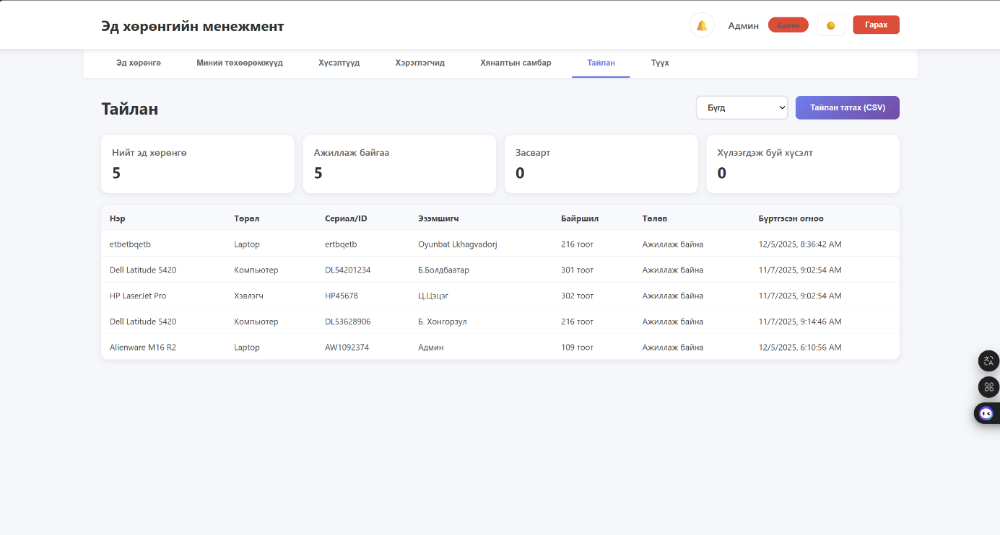 Эд хөрөнгийн менежмент
Админ
Админ
Гарах
Эд хөрөнгө Миний төхөөрөмжүүд Хүсэлтүүд Хэрэглэгчид Хяналтын самбар Тайлан Түүх
Тайлан
Бүгд
Тайлан татах (CSV)
Нийт эд хөрөнгө
5
Ажиллаж байгаа
5
Засварт
0
Хүлээгдэж буй хүсэлт
0
Нэр Төрөл Сериал/ID Эзэмшигч Байршил Төлөв Бүртгэсэн огноо
etbetbqetb Laptop ertbqetb Oyunbat Lkhagvadorj 216 тоот Ажиллаж байна 12/5/2025, 8:36:42 AM
Dell Latitude 5420 Компьютер DL54201234 Б.Болдбаатар 301 тоот Ажиллаж байна 11/7/2025, 9:02:54 AM
HP LaserJet Pro Хэвлэгч HP45678 Ц.Цэцэг 302 тоот Ажиллаж байна 11/7/2025, 9:02:54 AM
Dell Latitude 5420 Компьютер DL53628906 Б. Хонгорзул 216 тоот Ажиллаж байна 11/7/2025, 9:14:46 AM
Alienware M16 R2 Laptop AW1092374 Админ 109 тоот Ажиллаж байна 12/5/2025, 6:10:56 AM